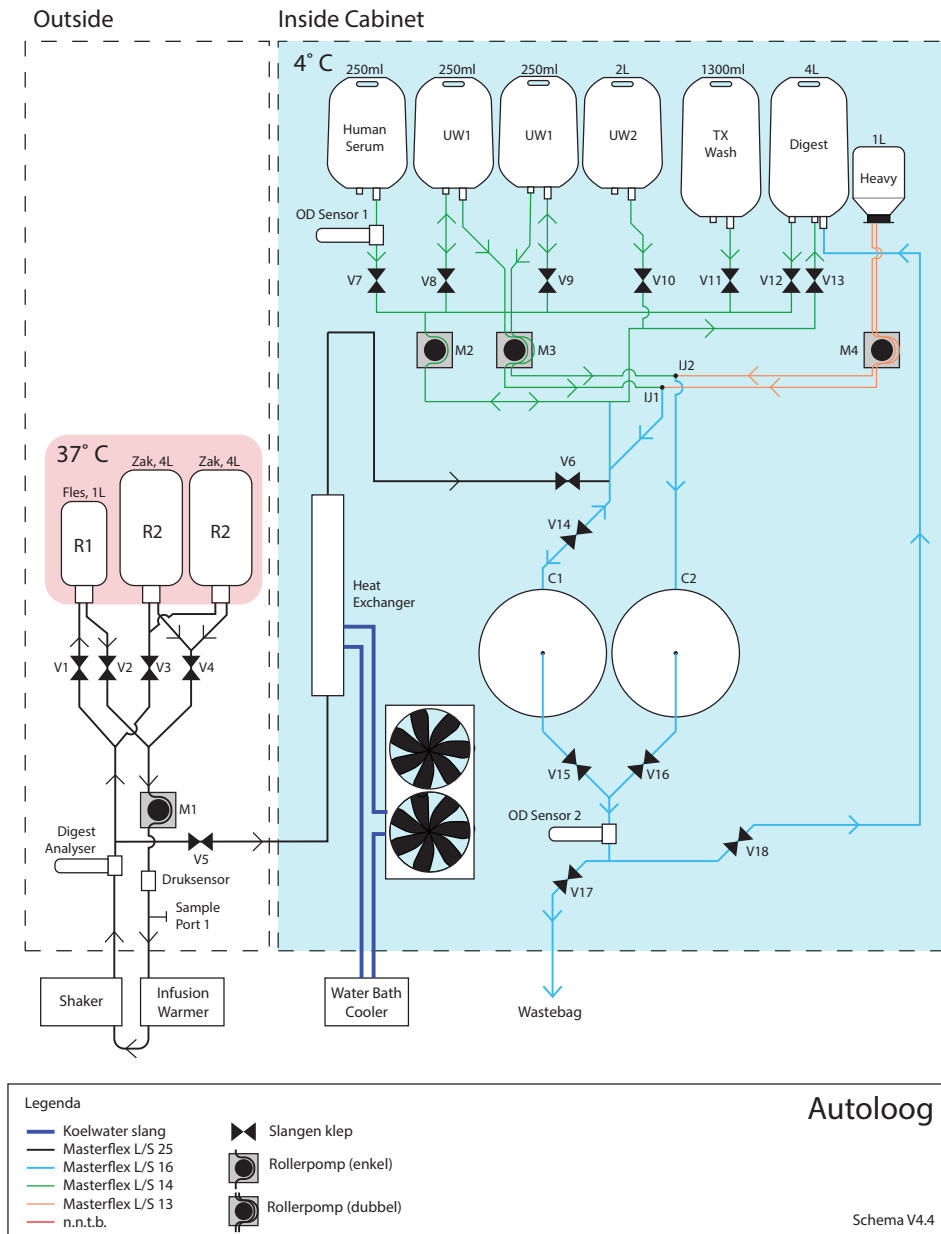 Outside
Inside Cabinet
4° C
250ml
250ml
250ml
2L
1300ml
4L
1L
Human
Serum
UW1
UW1
UW2
TX
Wash
Digest
Heavy
OD Sensor 1
V7
V8
V9
V10
V11
V12
V13
M2
M3
M4
IJ2
IJ1
37° C
Fles, 1L
Zak, 4L
Zak, 4L
R1
R2
R2
V6
V14
C1
C2
Heat
Exchanger
V1
V2
V3
V4
V15
V16
M1
OD Sensor 2
Digest
Analyser
V5
V18
Druksensor
V17
Sample
Port 1
Shaker
Infusion
Warmer
Water Bath
Cooler
Wastebag
Legenda
Autoloog
Koelwater slang
Masterflex L/S 25
Masterflex L/S 16
Masterflex L/S 14
Masterflex L/S 13
n.n.t.b.
Slangen klep
Rollerpomp (enkel)
Rollerpomp (dubbel)
Schema V4.4